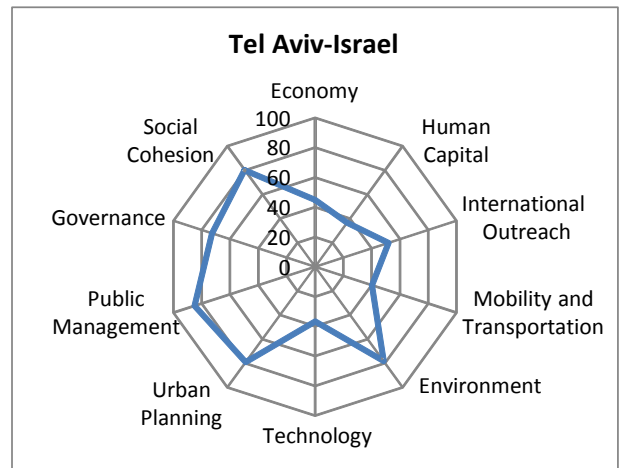 Tel Aviv-Israel
Economy
Human
Capital
International
Outreach
Mobility and
Transportation
Environment
Technology
Urban
Planning
Public
Management
Governance
Social
Cohesion
100
80
60
40
20
0